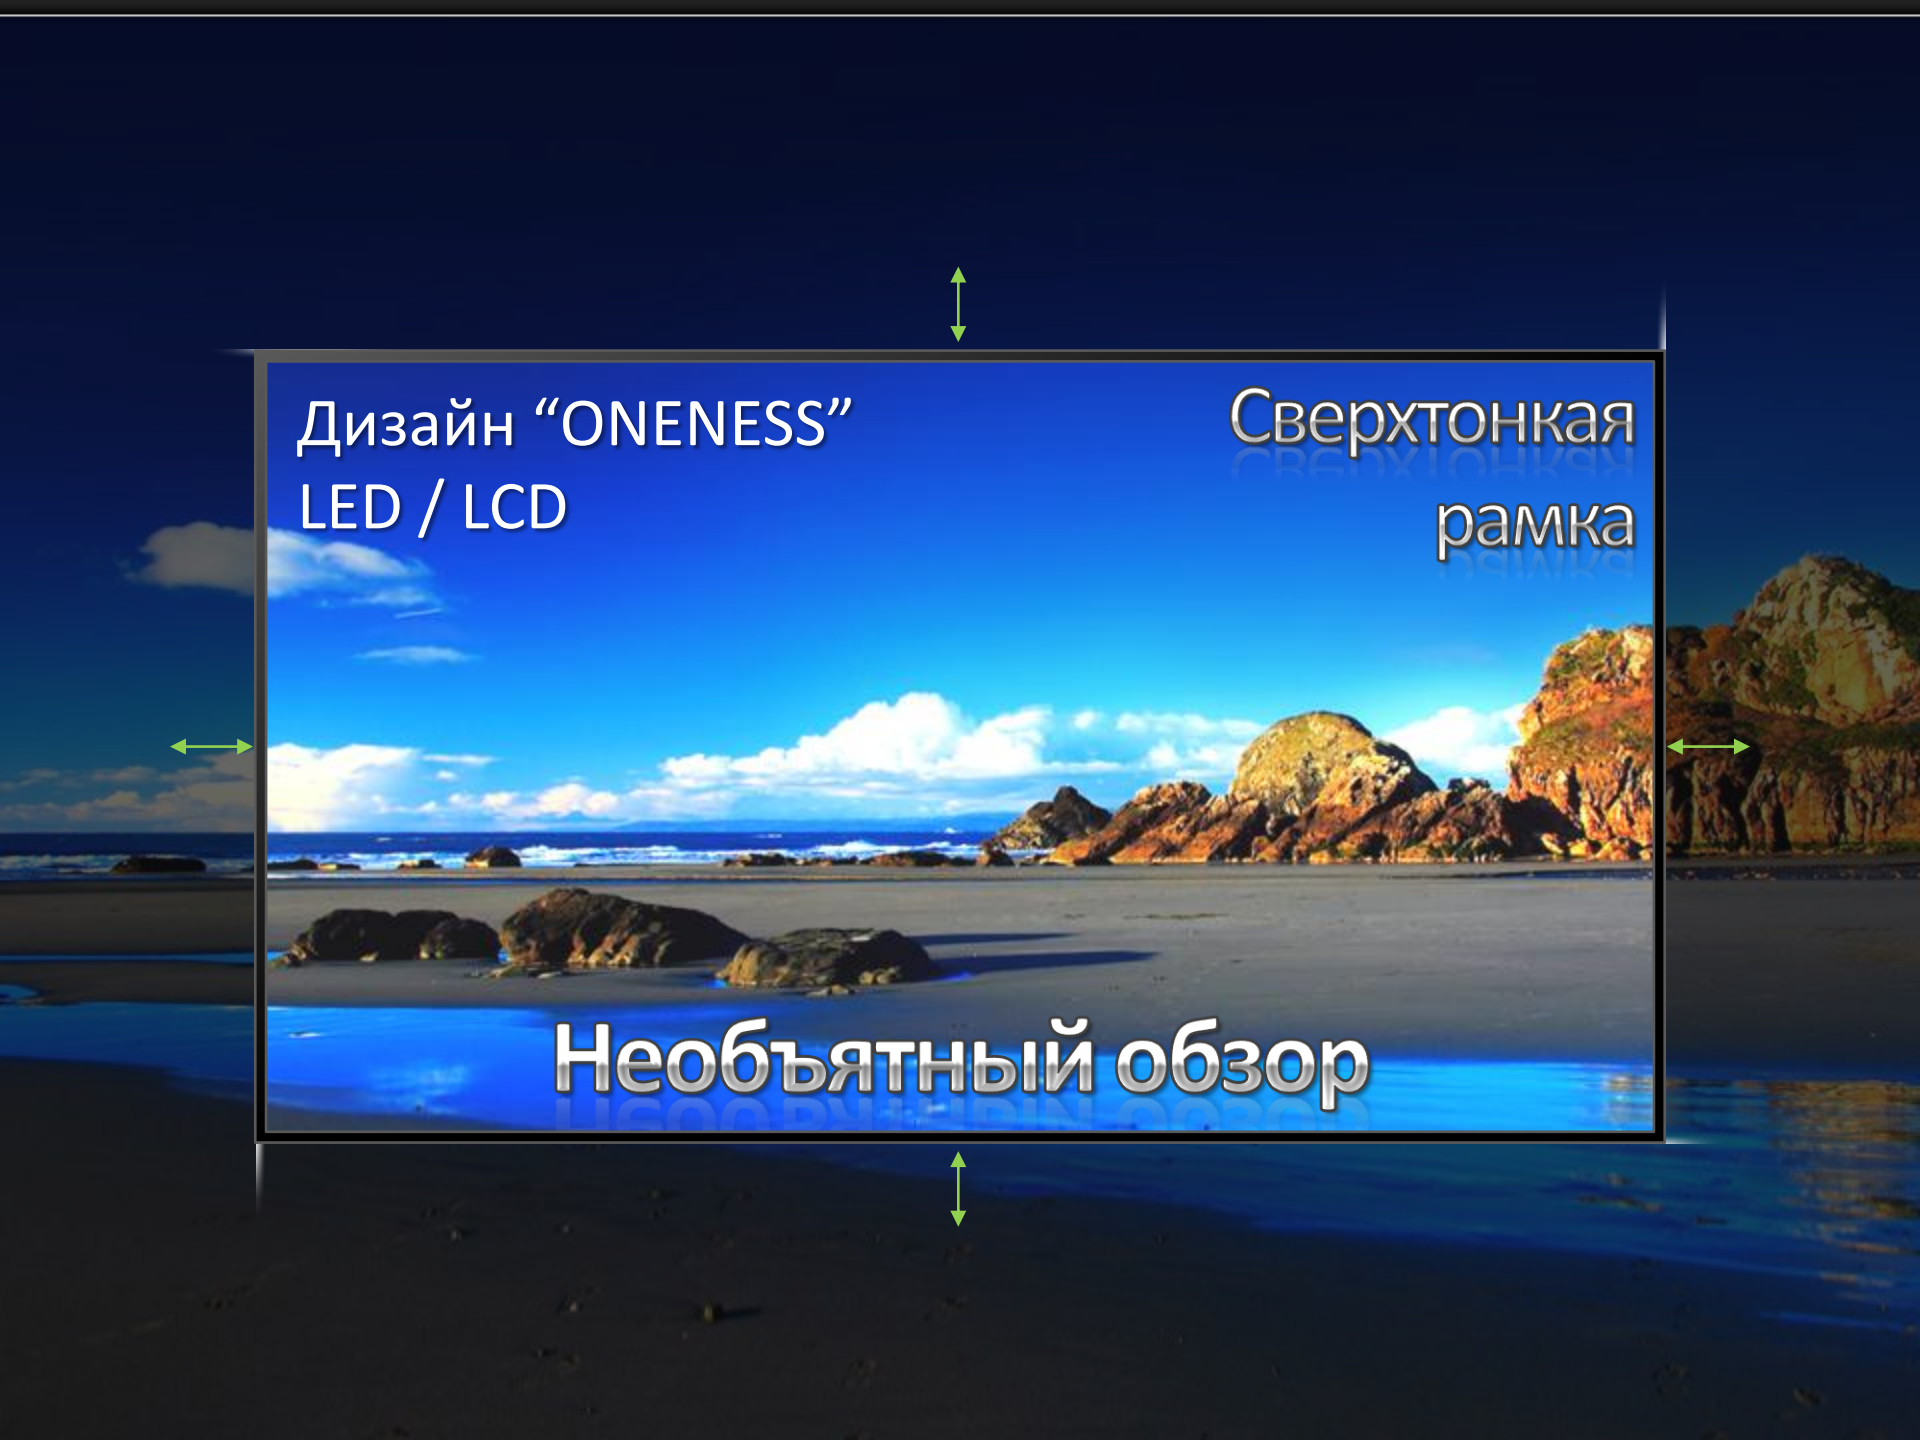 Дизайн “ONENESS”
LED / LCD
Сверхтонкая
рамка
Необъятный обзор